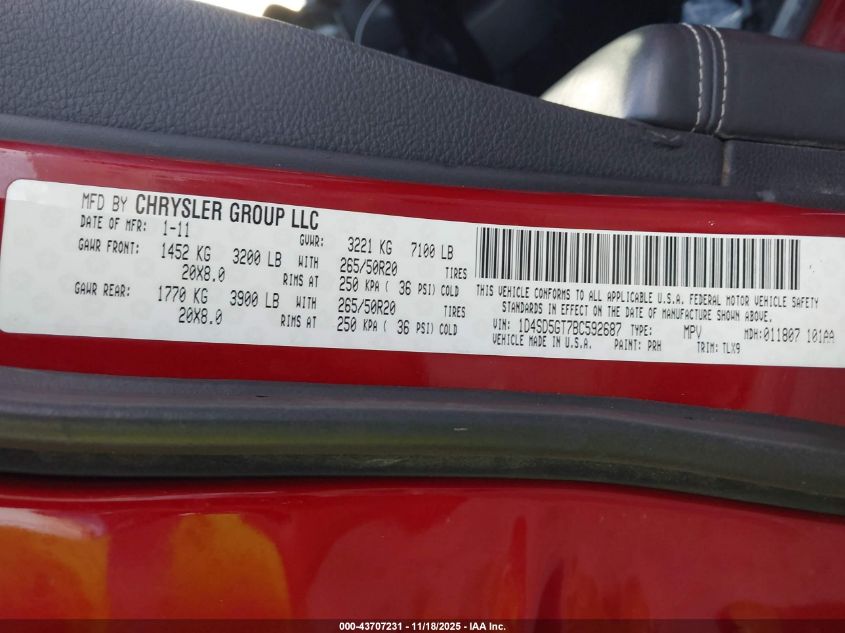 MFD BY CHRYSLER GROUP LLC
DATE OF MFR: 1-11 GVWR: 3221 KG 7100 LB
GAWR FRONT: 1452 KG 3200 LB WITH 265/50R20 TIRES
20X8.0 RIMS AT 250 KPA ( 36 PSI) COLD
GAWR REAR: 1770 KG 3900 LB WITH 265/50R20 TIRES
20X8.0 RIMS AT 250 KPA ( 36 PSI) COLD
THIS VEHICLE CONFORMS TO ALL APPLICABLE U.S.A. FEDERAL MOTOR VEHICLE SAFETY
STANDARDS IN EFFECT ON THE DATE OF MANUFACTURE SHOWN ABOVE.
VIN: 1D4SD5GT7BC592687 TYPE: MPV MDH: 011807 101AA
VEHICLE MADE IN U.S.A. PAINT: PRH TRIM: TLX9
000-43707231 - 11/18/2025 - IAA Inc.